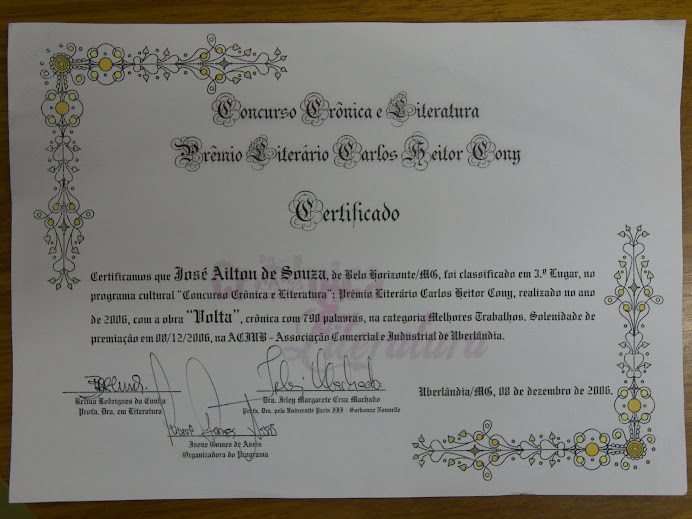 Concurso Crônica e Literatura
Prêmio Literário Carlos Heitor Cony
Certificado
Certificamos que José Ailton de Souza, de Belo Horizonte/MG, foi classificado em 3.º Lugar, no
programa cultural "Concurso Crônica e Literatura": Prêmio Literário Carlos Heitor Cony, realizado no ano
de 2006, com a obra "Volta", crônica com 790 palavras, na categoria Melhores Trabalhos. Solenidade de
premiação em 08/12/2006, na ACIUB - Associação Comercial e Industrial de Uberlândia.
Uberlândia/MG, 08 de dezembro de 2006.
Betina Rodrigues da Cunha
Profa. Dra. em Literatura
Dra. Irley Margarete Cruz Machado
Profa. Dra. pela Université Paris III - Sorbonne Nouvelle
Gomes de Assis
Organizadora do Programa